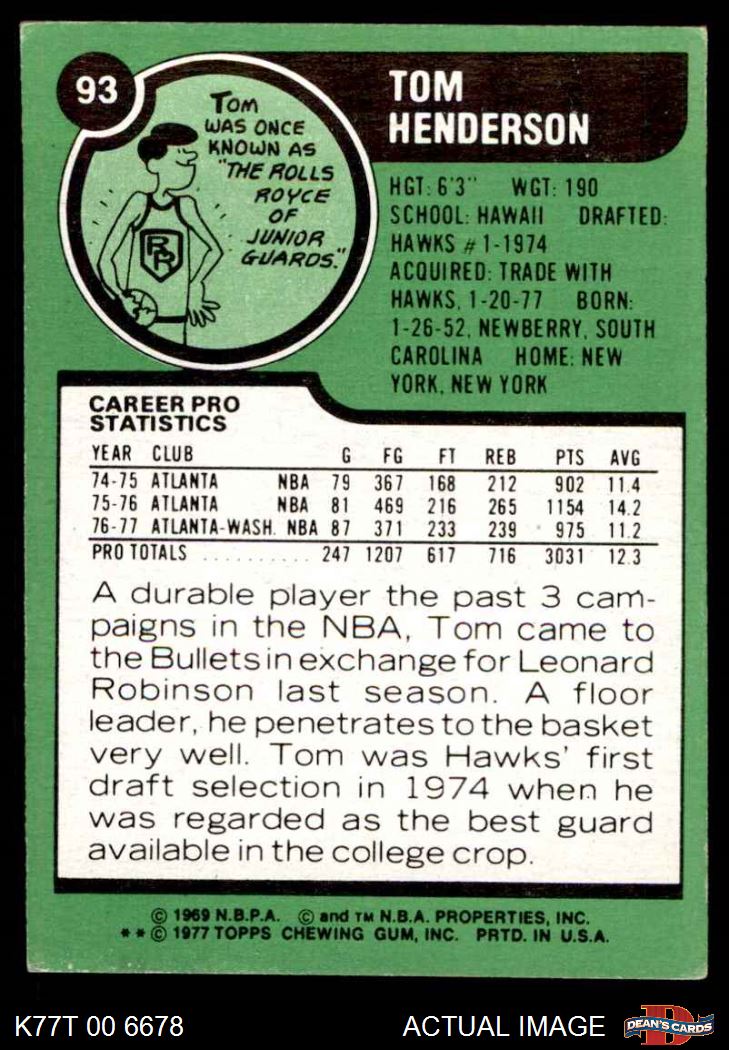 93
TOM
WAS ONCE
KNOWN AS
"THE ROLLS
ROYCE
OF
JUNIOR
GUARDS."
RR
TOM
HENDERSON
HGT: 6'3" WGT: 190
SCHOOL: HAWAII DRAFTED:
HAWKS #1-1974
ACQUIRED: TRADE WITH
HAWKS, 1-20-77 BORN:
1-26-52, NEWBERRY, SOUTH
CAROLINA HOME: NEW
YORK, NEW YORK
CAREER PRO
STATISTICS
YEAR CLUB G FG FT REB PTS AVG
74-75 ATLANTA NBA 79 367 168 212 902 11.4
75-76 ATLANTA NBA 81 469 216 265 1154 14.2
76-77 ATLANTA-WASH. NBA 87 371 233 239 975 11.2
PRO TOTALS .......... 247 1207 617 716 3031 12.3
A durable player the past 3 cam-
paigns in the NBA, Tom came to
the Bullets in exchange for Leonard
Robinson last season. A floor
leader, he penetrates to the basket
very well. Tom was Hawks' first
draft selection in 1974 when he
was regarded as the best guard
available in the college crop.
© 1969 N.B.P.A. © and TM N.B.A. PROPERTIES, INC.
**© 1977 TOPPS CHEWING GUM, INC. PRTD. IN U.S.A.
K77T 00 6678 ACTUAL IMAGE
D
DEAN'S CARDS